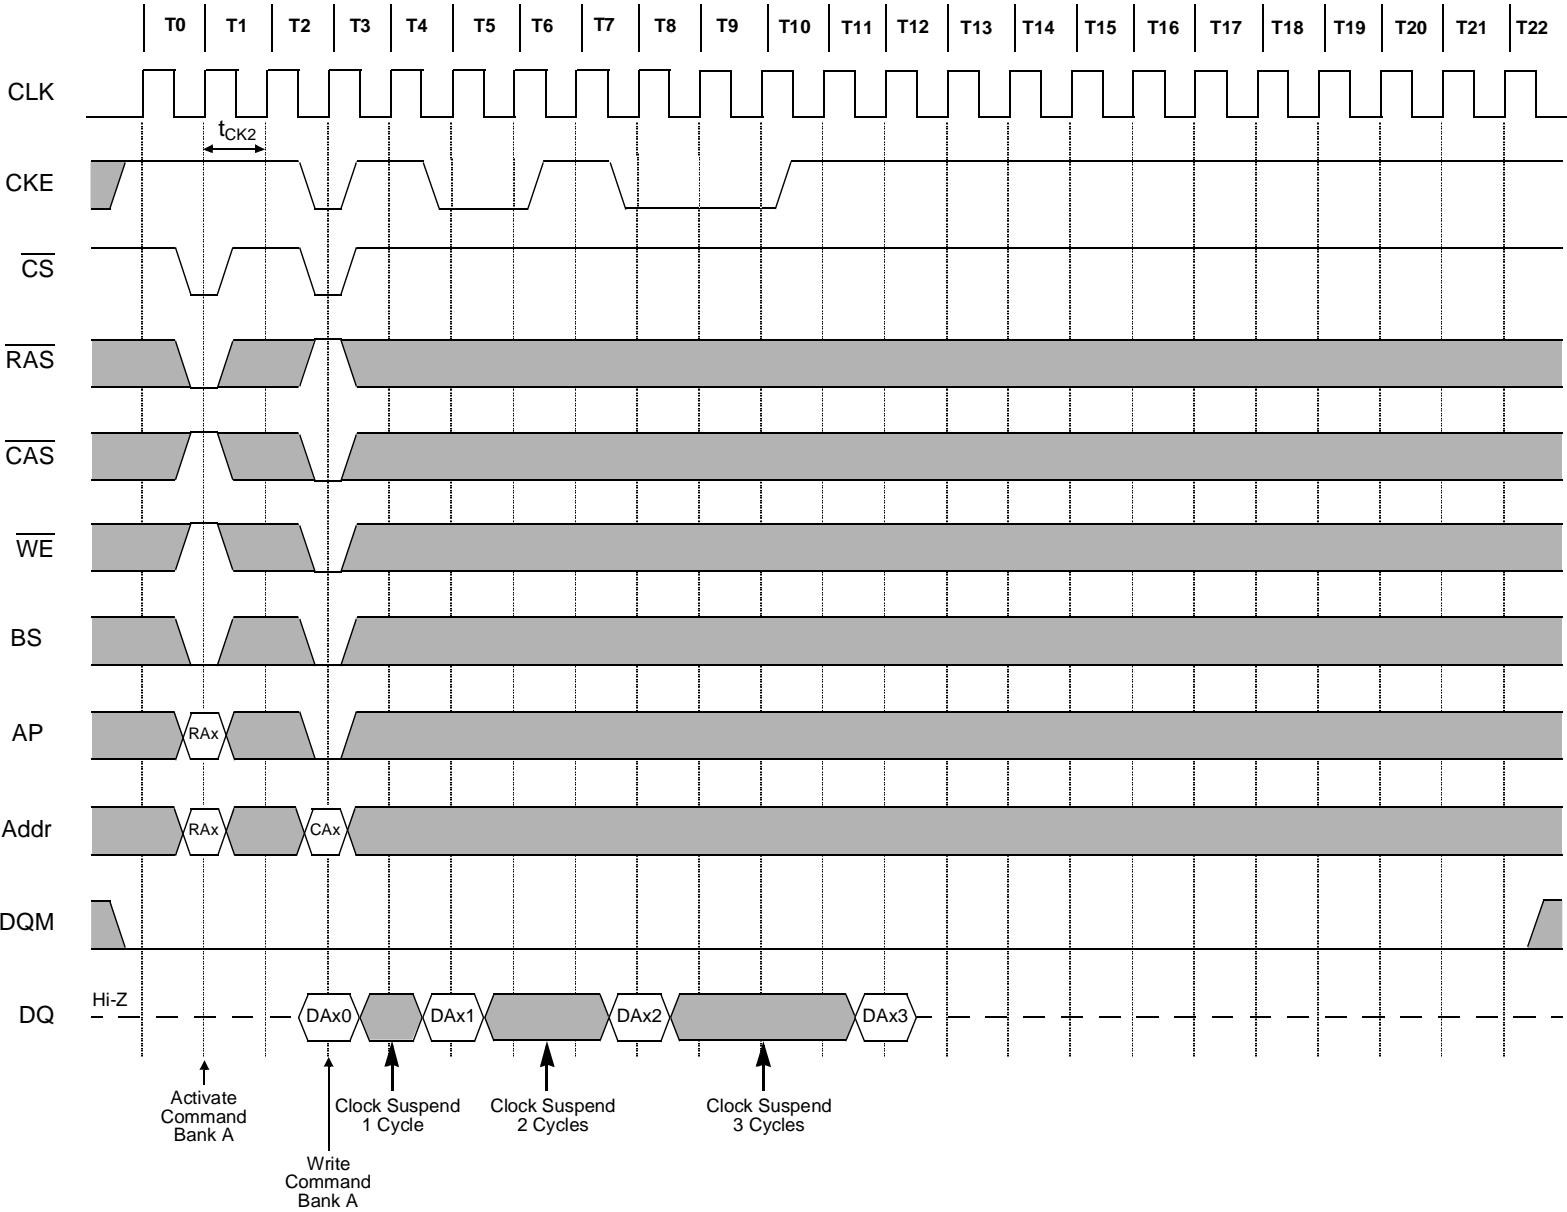 T0 T1 T2 T3 T4 T5 T6 T7 T8 T9 T10 T11 T12 T13 T14 T15 T16 T17 T18 T19 T20 T21 T22
CLK
tCK2
CKE
CS
RAS
CAS
WE
BS
AP
RAx
Addr
RAx CAx
DQM
Hi-Z
DQ
DAx0 DAx1 DAx2 DAx3
Activate
Command
Bank A
Clock Suspend
1 Cycle
Clock Suspend
2 Cycles
Clock Suspend
3 Cycles
Write
Command
Bank A